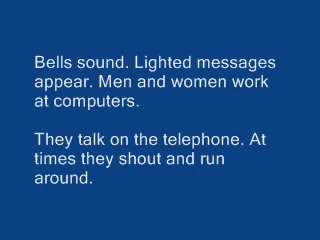 Bells sound. Lighted messages
appear. Men and women work
at computers.
They talk on the telephone. At
times they shout and run
around.